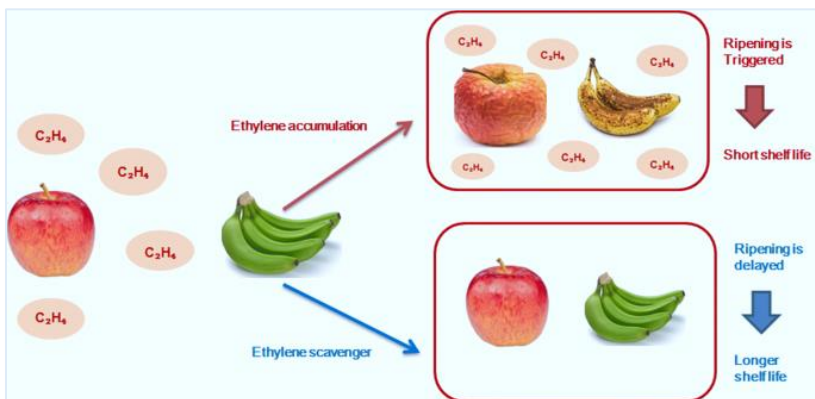 C₂H₄
C₂H₄
C₂H₄
C₂H₄
Ethylene accumulation
Ethylene scavenger
C₂H₄
C₂H₄
C₂H₄
C₂H₄
C₂H₄
C₂H₄
Ripening is
Triggered
Short shelf life
Ripening is
delayed
Longer
shelf life